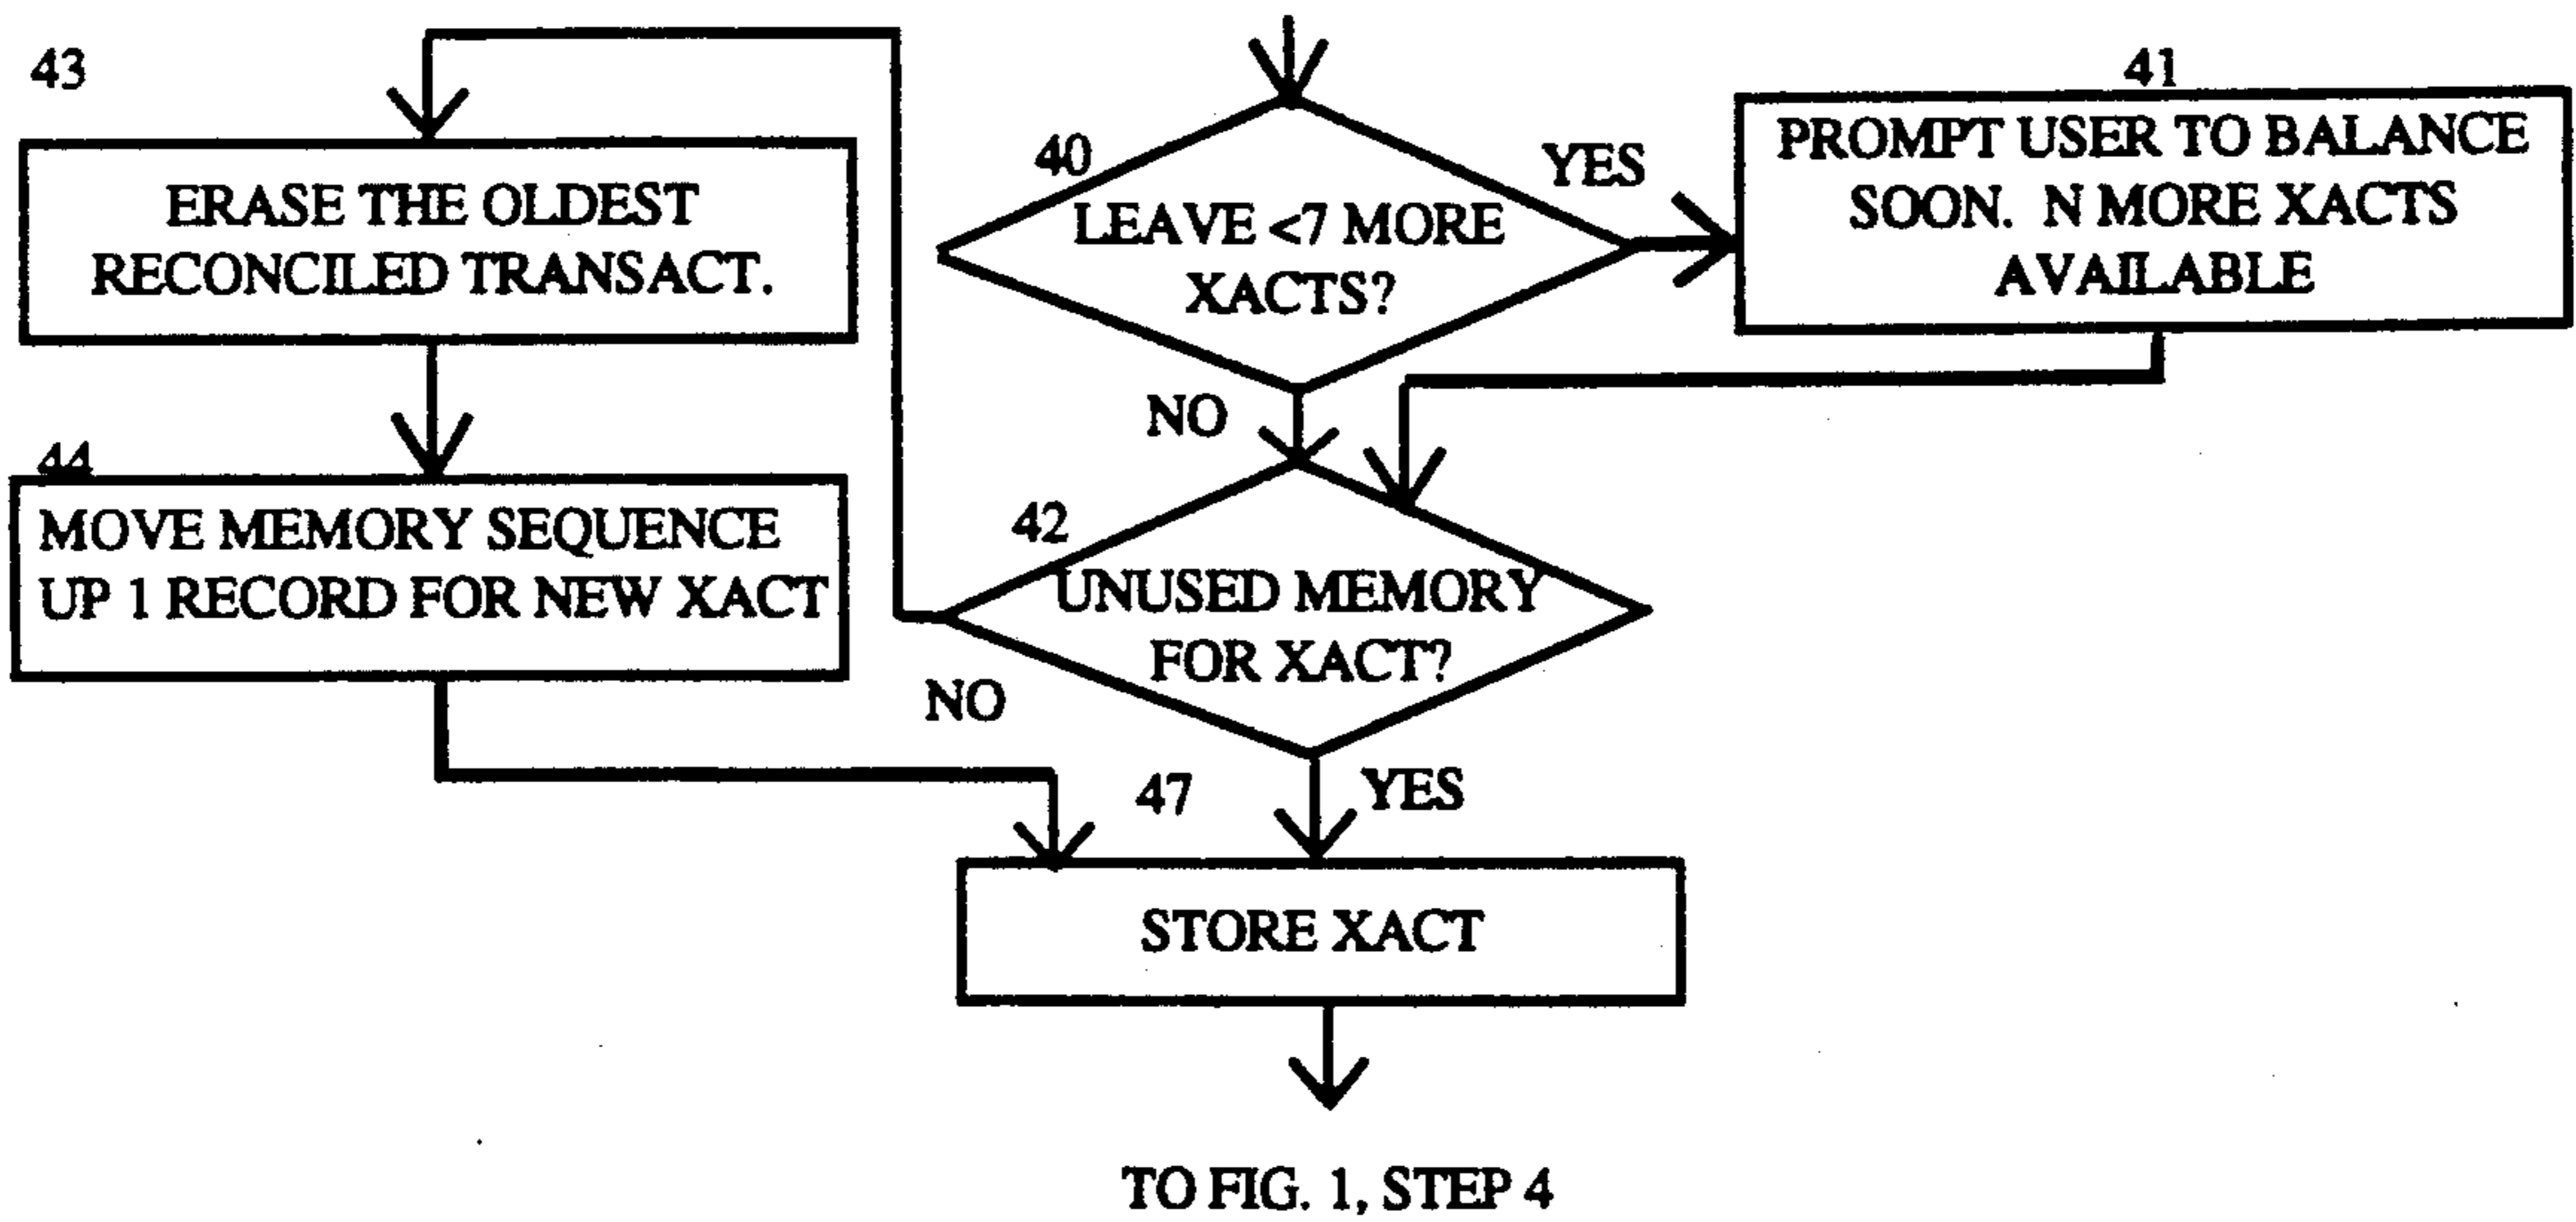 43
ERASE THE OLDEST
RECONCILED TRANSACT.
44
MOVE MEMORY SEQUENCE
UP 1 RECORD FOR NEW XACT
40
LEAVE <7 MORE
XACTS?
YES
NO
41
PROMPT USER TO BALANCE
SOON. N MORE XACTS
AVAILABLE
42
UNUSED MEMORY
FOR XACT?
NO
YES
47
STORE XACT
TO FIG. 1, STEP 4